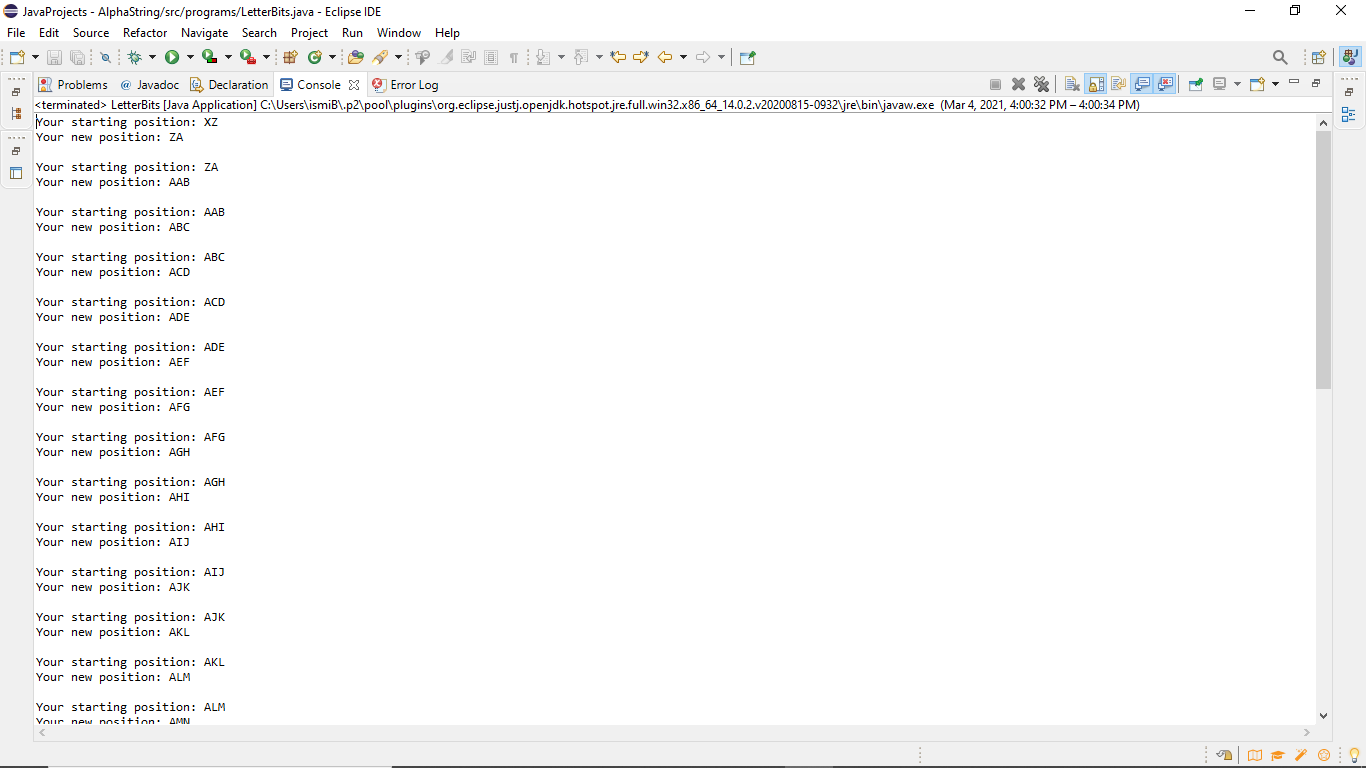 JavaProjects - AlphaString/src/programs/LetterBits.java - Eclipse IDE
File Edit Source Refactor Navigate Search Project Run Window Help
Problems @ Javadoc Declaration Console Error Log
<terminated> LetterBits [Java Application] C:\Users\ismiB\.p2\pool\plugins\org.eclipse.justj.openjdk.hotspot.jre.full.win32.x86_64_14.0.2.v20200815-0932\jre\bin\javaw.exe (Mar 4, 2021, 4:00:32 PM – 4:00:34 PM)
Your starting position: XZ
Your new position: ZA
Your starting position: ZA
Your new position: AAB
Your starting position: AAB
Your new position: ABC
Your starting position: ABC
Your new position: ACD
Your starting position: ACD
Your new position: ADE
Your starting position: ADE
Your new position: AEF
Your starting position: AEF
Your new position: AFG
Your starting position: AFG
Your new position: AGH
Your starting position: AGH
Your new position: AHI
Your starting position: AHI
Your new position: AIJ
Your starting position: AIJ
Your new position: AJK
Your starting position: AJK
Your new position: AKL
Your starting position: AKL
Your new position: ALM
Your starting position: ALM
Your new position: AMN